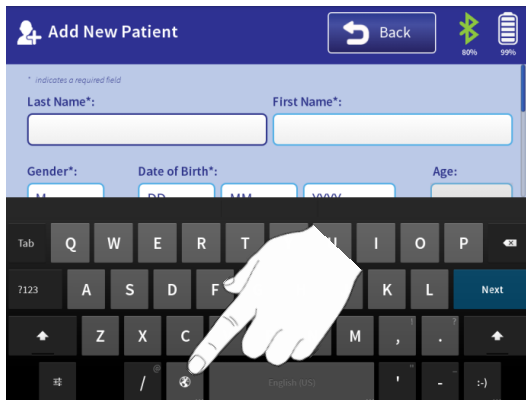 Add New Patient
Back
80%
99%
* indicates a required field
Last Name*:
First Name*:
Gender*:
Date of Birth*:
Age:
M
DD
MM
YYYY
Tab
Q W E R T I O P
?123
A S D F K L
Next
Z X C M , ! . ?
/ @
English (US)
' - _ :-)